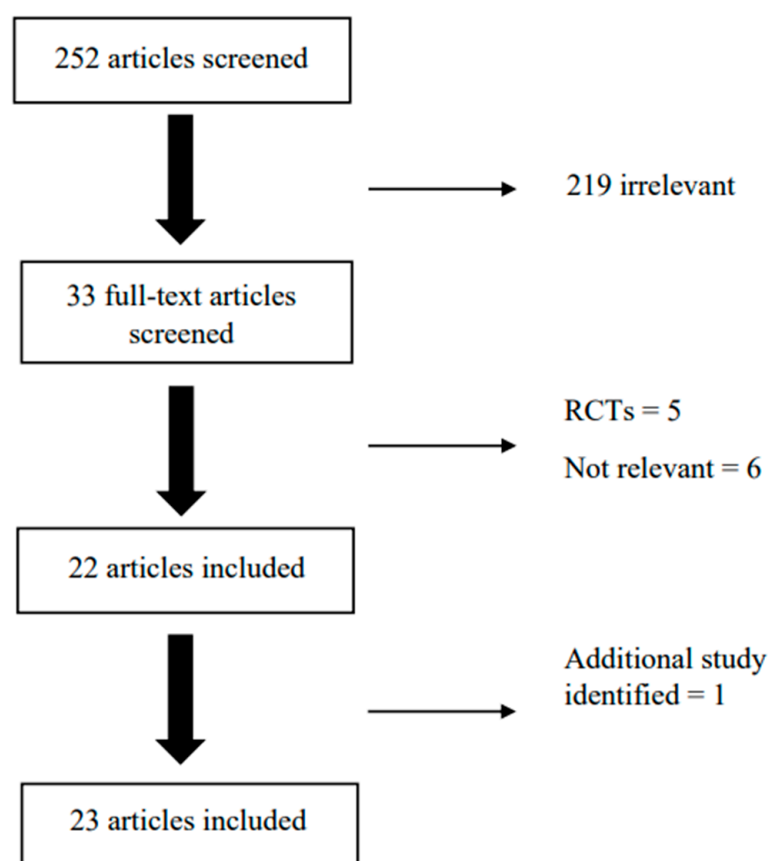 252 articles screened
219 irrelevant
33 full-text articles
screened
RCTs = 5
Not relevant = 6
22 articles included
Additional study
identified = 1
23 articles included